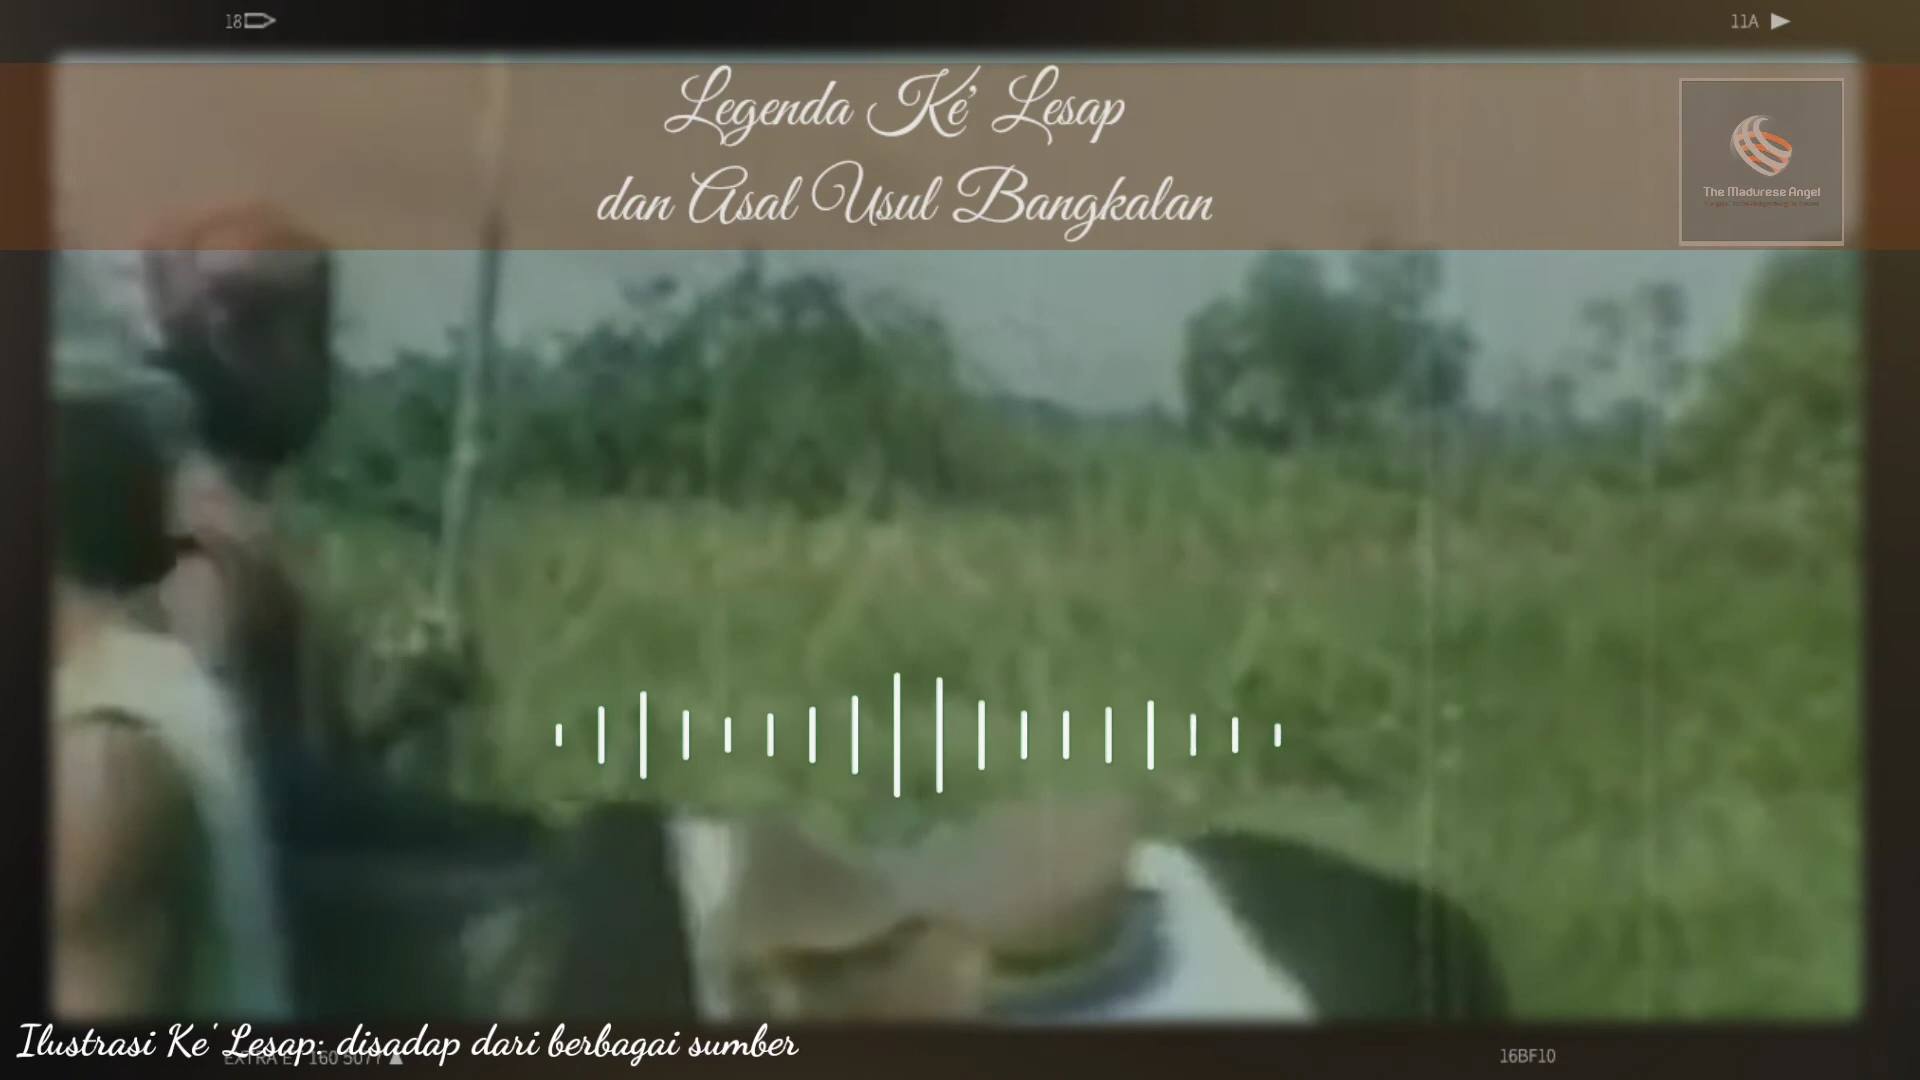 18
11A
Legenda Ke' Lesap
dan Asal Usul Bangkalan
The Madurese Angel
Ilustrasi Ke' Lesap: disadap dari berbagai sumber
16BF10